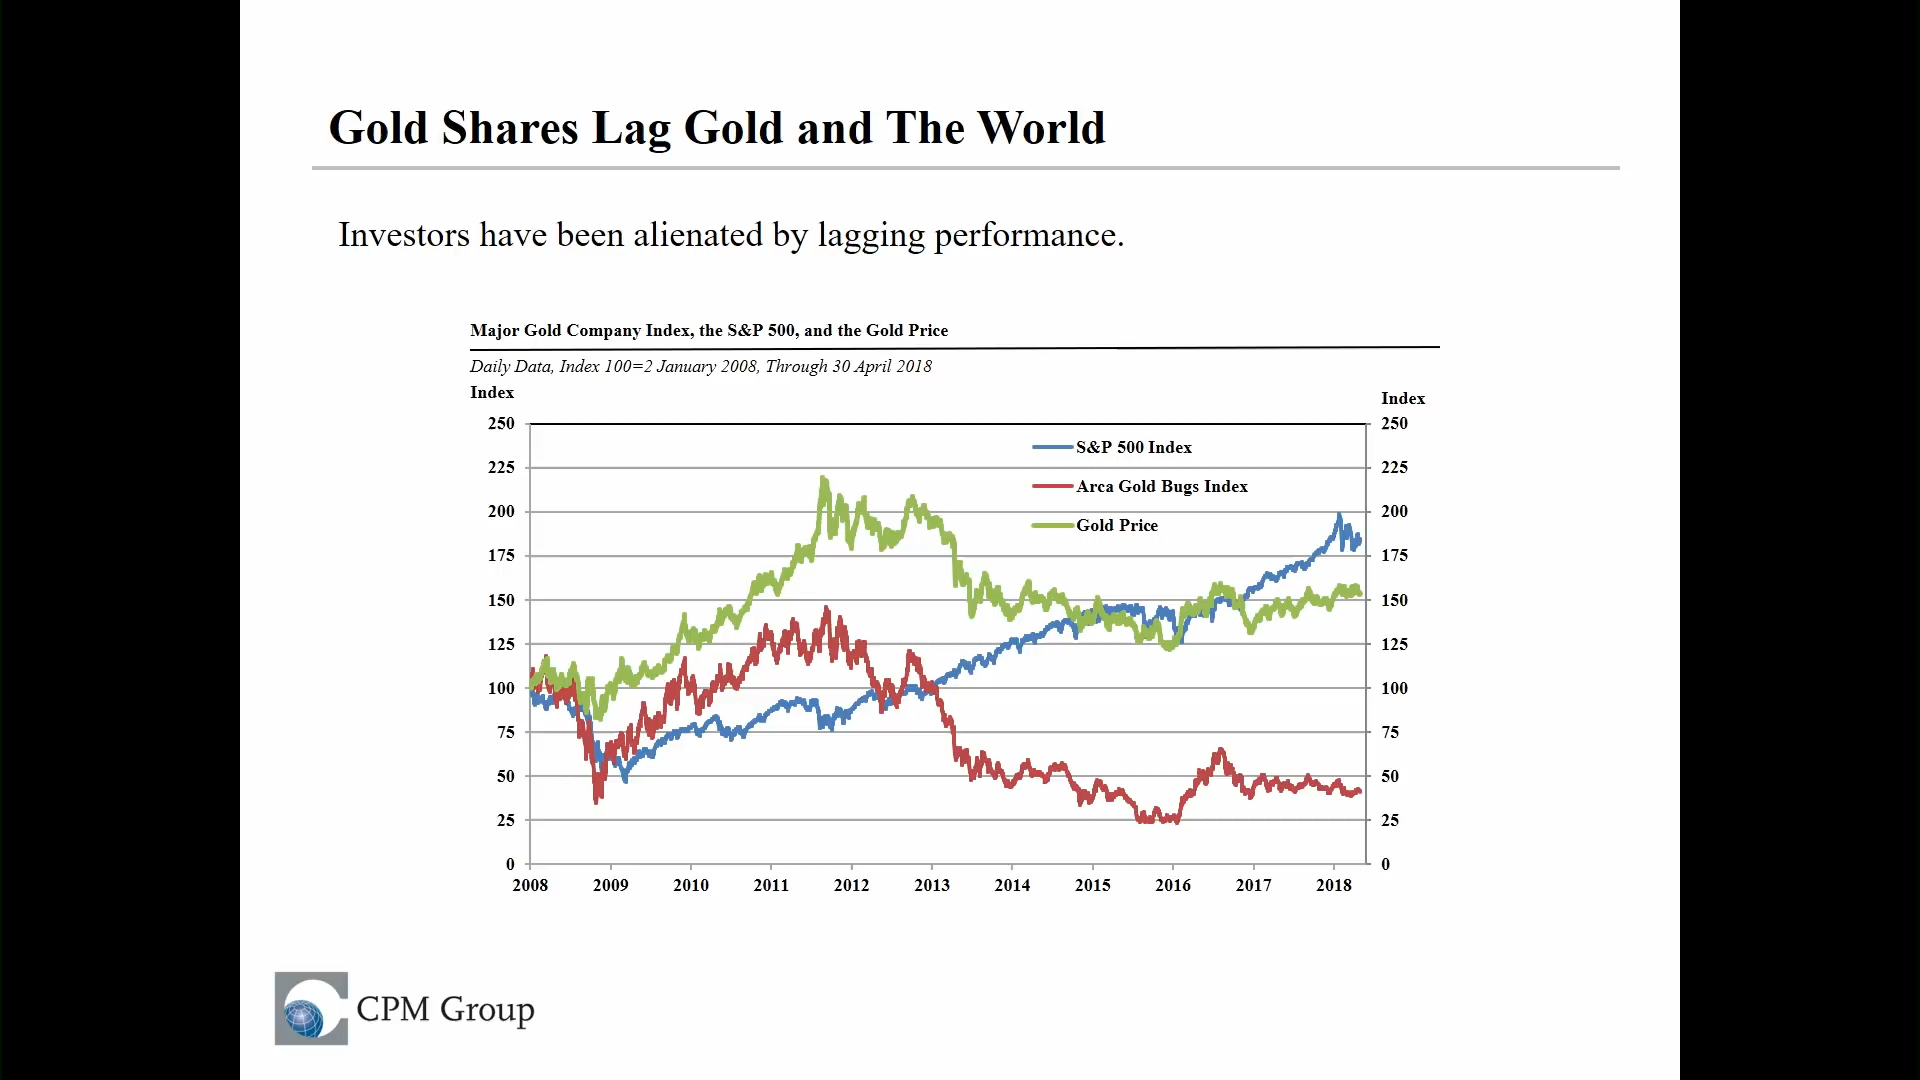 Gold Shares Lag Gold and The World
Investors have been alienated by lagging performance.
Major Gold Company Index, the S&P 500, and the Gold Price
Daily Data, Index 100=2 January 2008, Through 30 April 2018
Index
Index
250
250
S&P 500 Index
225
225
Arca Gold Bugs Index
200
200
Gold Price
175
175
150
150
125
125
100
100
75
75
50
50
25
25
0
0
2008 2009 2010 2011 2012 2013 2014 2015 2016 2017 2018
CPM Group